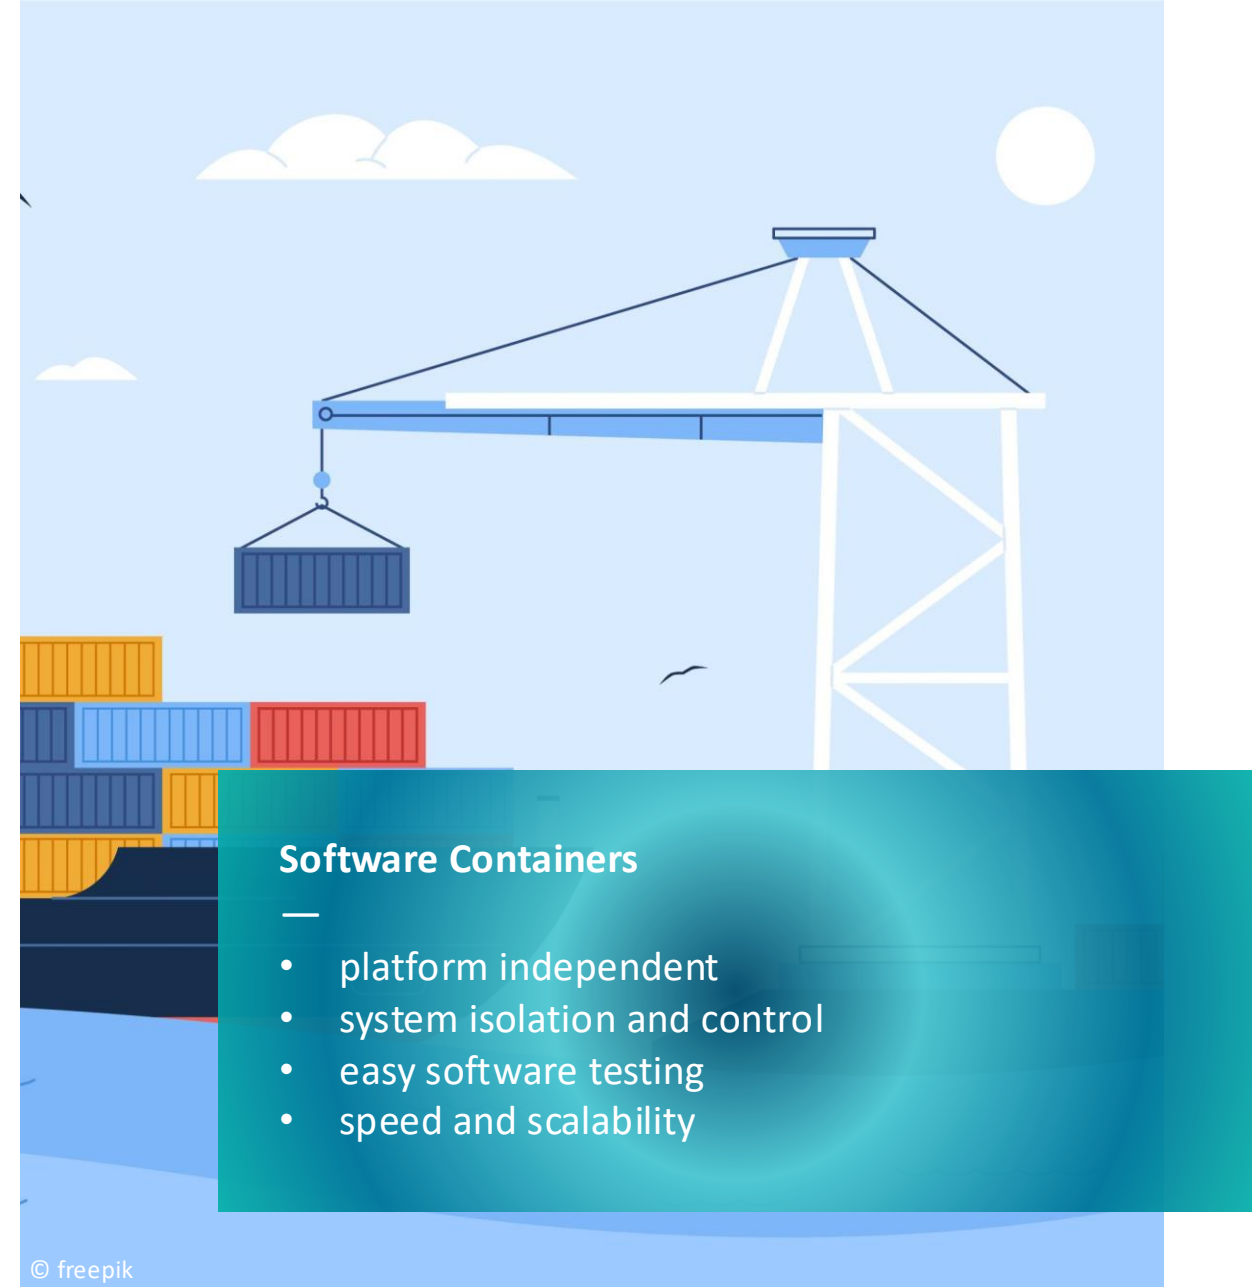 Software Containers
—
• platform independent
• system isolation and control
• easy software testing
• speed and scalability
© freepik